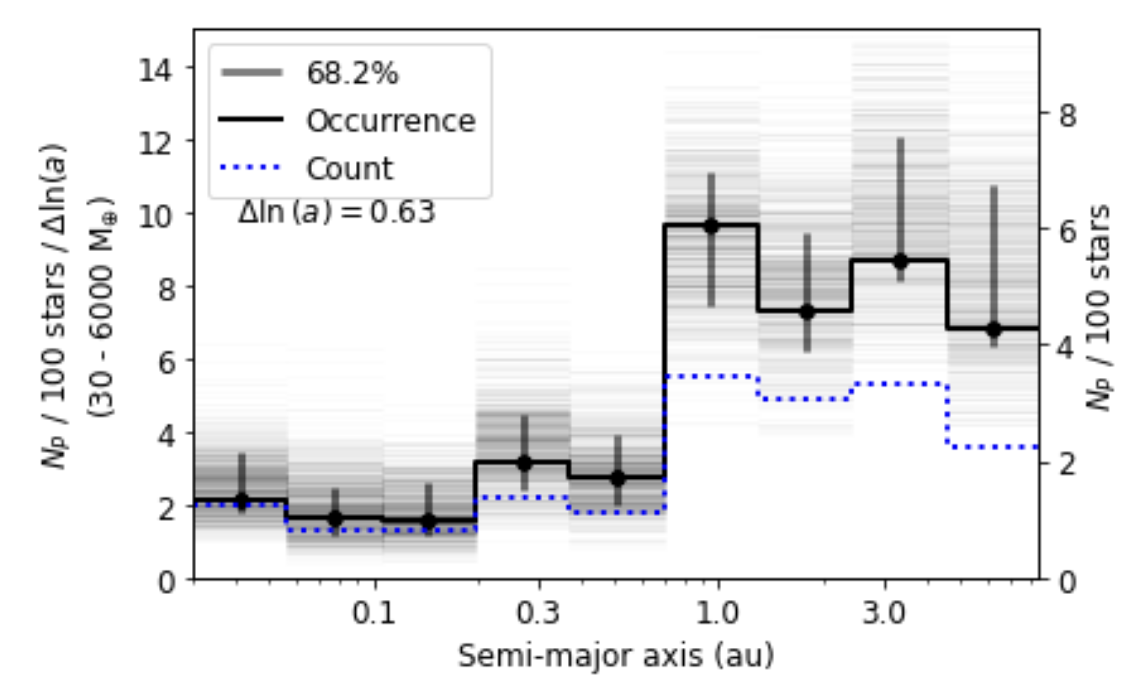 14
12
10
8
6
4
2
0
N_P / 100 stars / Δln(a)
(30 - 6000 M⊕)
68.2%
Occurrence
Count
Δln (a) = 0.63
8
6
4
2
0
N_P / 100 stars
0.1
0.3
1.0
3.0
Semi-major axis (au)